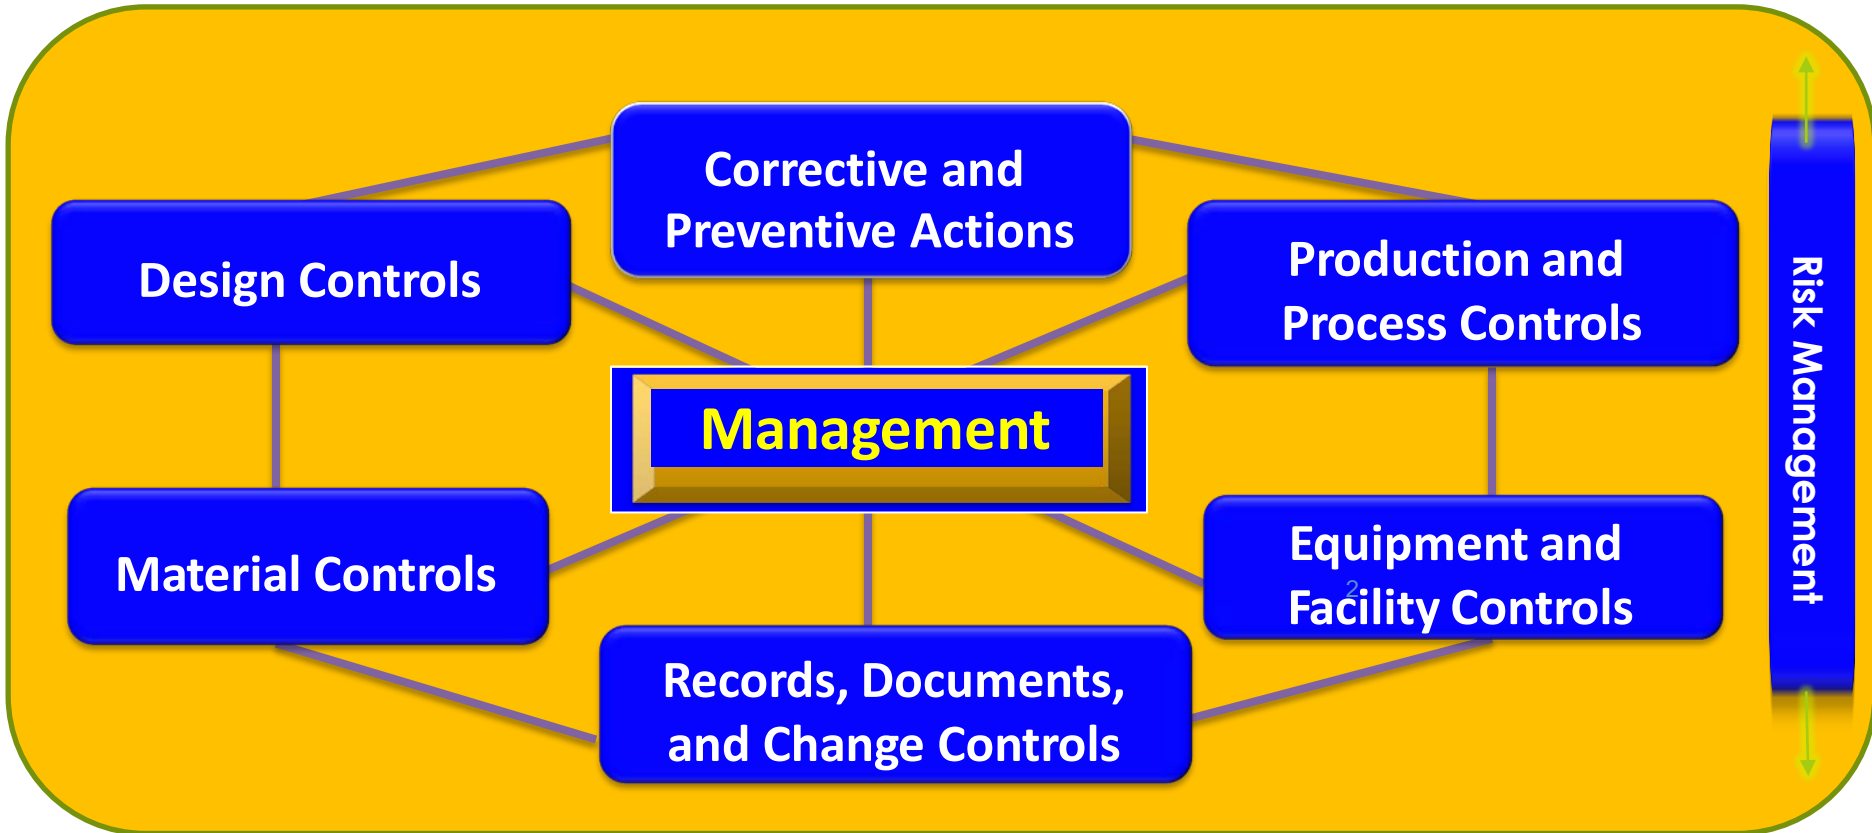 Corrective and
Preventive Actions
Design Controls
Production and
Process Controls
Management
Material Controls
Equipment and
2
Facility Controls
Records, Documents,
and Change Controls
Risk Management